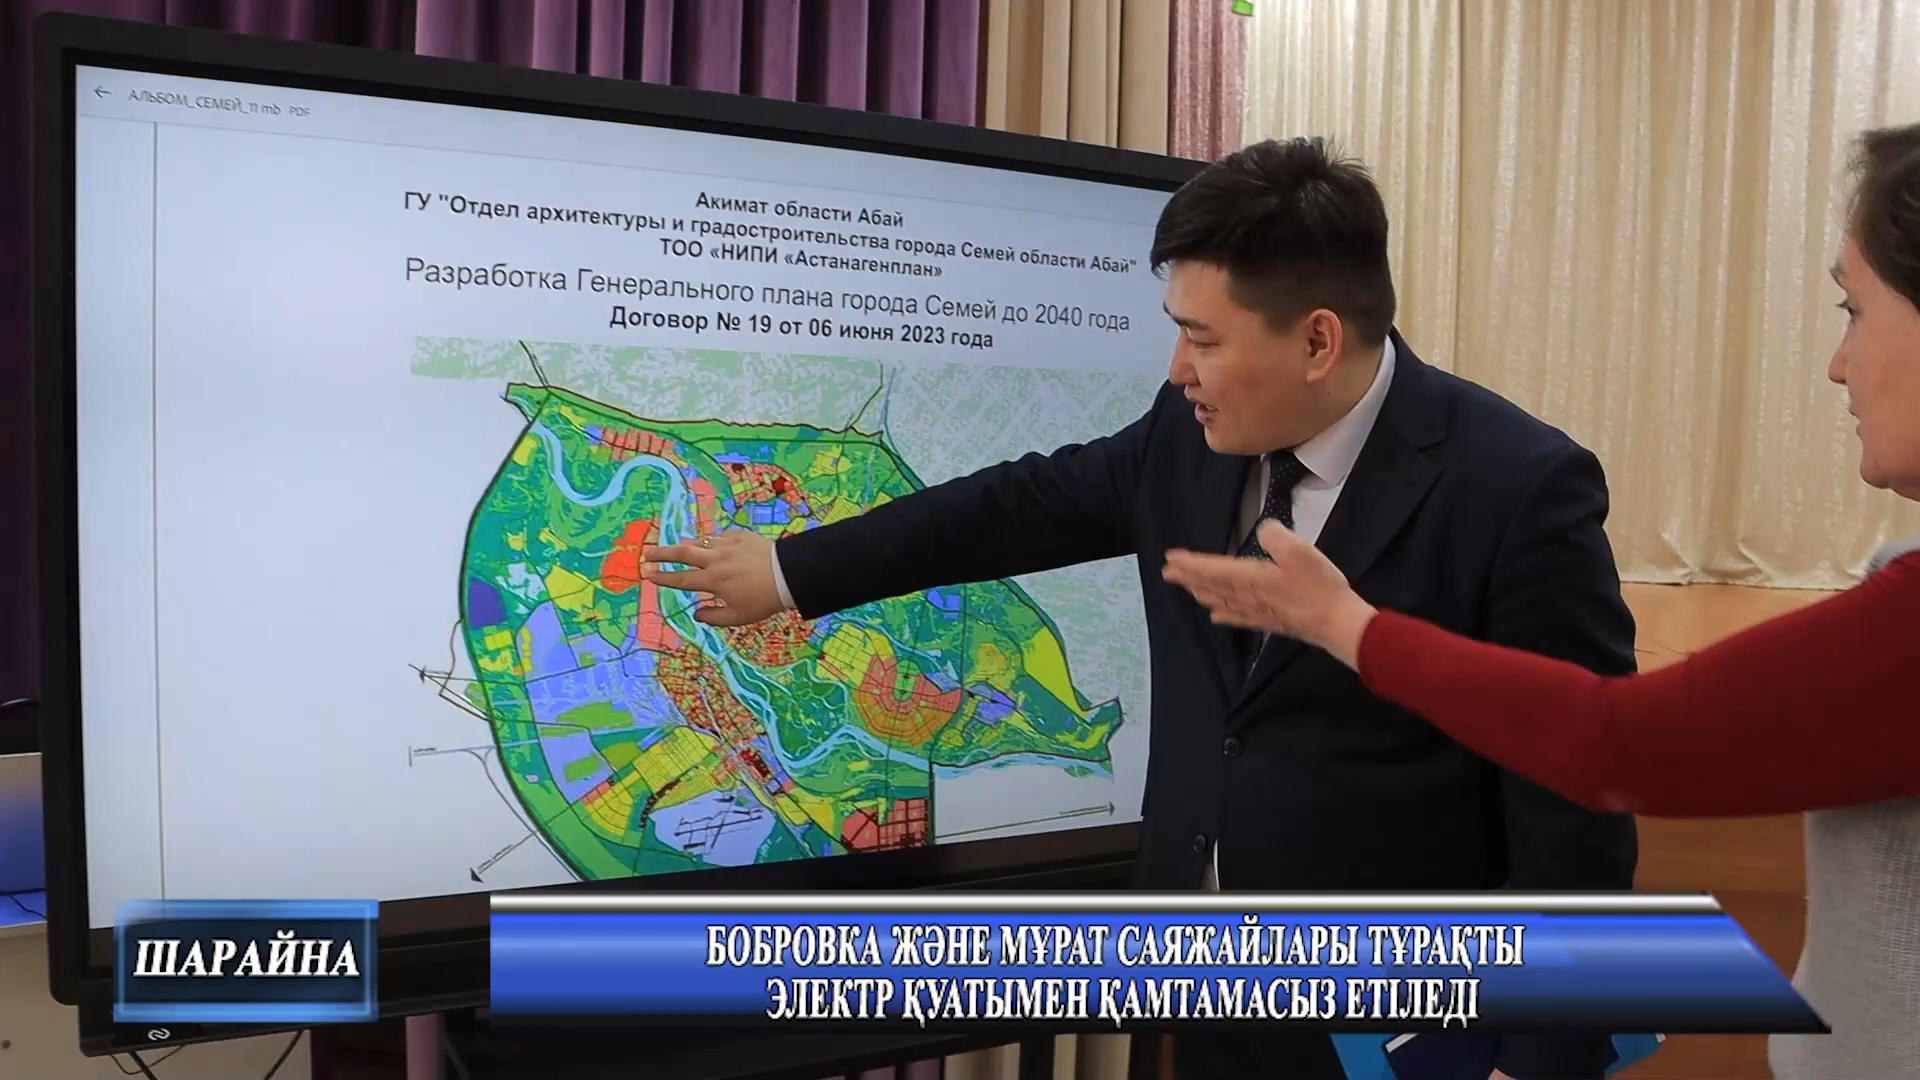 АЛЬБОМ_СЕМЕЙ_11 mb PDF
Акимат области Абай
ГУ "Отдел архитектуры и градостроительства города Семей области Абай"
ТОО «НИПИ «Астанагенплан»
Разработка Генерального плана города Семей до 2040 года
Договор № 19 от 06 июня 2023 года
ШАРАЙНА
БОБРОВКА ЖӘНЕ МҰРАТ САЯЖАЙЛАРЫ ТҰРАҚТЫ
ЭЛЕКТР ҚУАТЫМЕН ҚАМТАМАСЫЗ ЕТІЛЕДІ